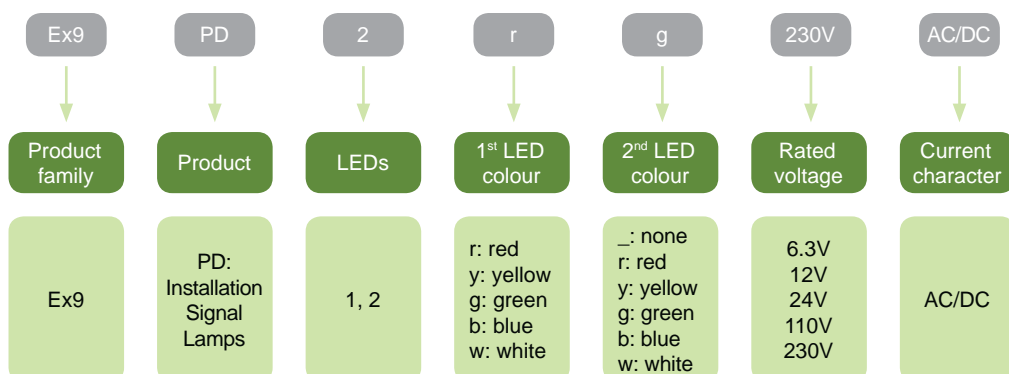 Ex9 PD 2 r g 230V AC/DC
Product family
Product
LEDs
1st LED colour
2nd LED colour
Rated voltage
Current character
Ex9
PD:
Installation
Signal
Lamps
1, 2
r: red
y: yellow
g: green
b: blue
w: white
_: none
r: red
y: yellow
g: green
b: blue
w: white
6.3V
12V
24V
110V
230V
AC/DC